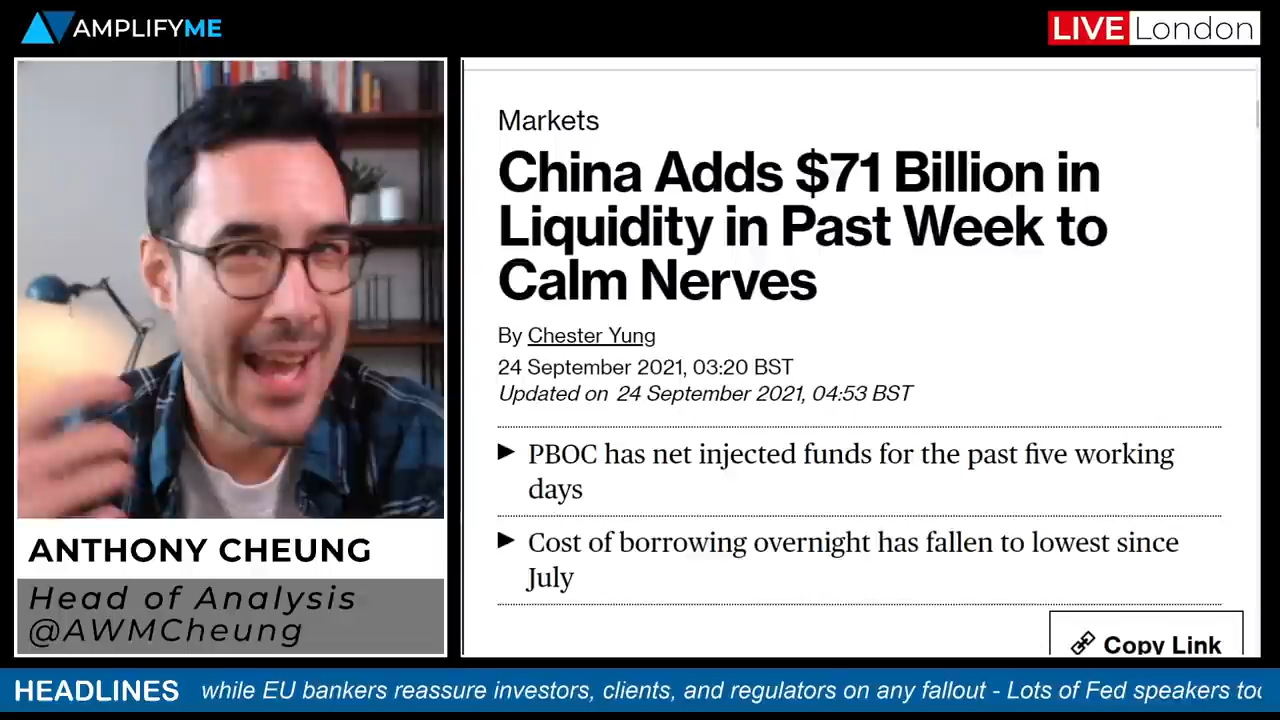 AMPLIFYME
LIVE London
ANTHONY CHEUNG
Head of Analysis
@AWMCheung
Markets
China Adds $71 Billion in
Liquidity in Past Week to
Calm Nerves
By Chester Yung
24 September 2021, 03:20 BST
Updated on 24 September 2021, 04:53 BST
▶ PBOC has net injected funds for the past five working
days
▶ Cost of borrowing overnight has fallen to lowest since
July
Copy Link
HEADLINES while EU bankers reassure investors, clients, and regulators on any fallout - Lots of Fed speakers